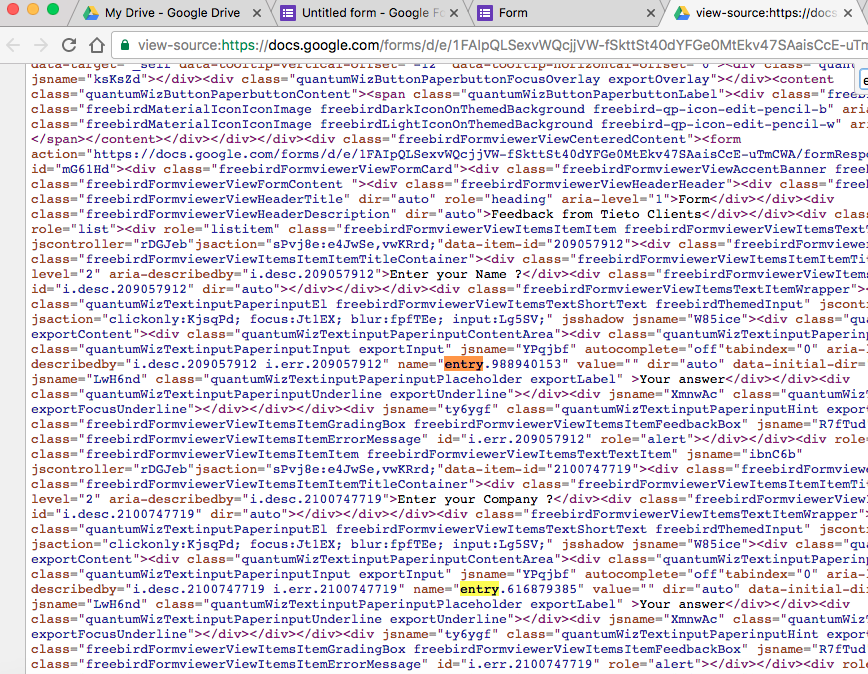 My Drive - Google Drive
Untitled form - Google Fo
Form
view-source:https://docs.
view-source:https://docs.google.com/forms/d/e/1FAIpQLSexvWQcjjVW-fSkttSt40dYFGe0MtEkv47SAaisCcE-uTm
data-target="_self" data-tooltip-vertical-offset="-12" data-tooltip-horizontal-offset="0"><div class="quan
jsname="ksKsZd"></div><div class="quantumWizButtonPaperbuttonFocusOverlay exportOverlay"></div><content
class="quantumWizButtonPaperbuttonContent"><span class="quantumWizButtonPaperbuttonLabel"><div class="freeb
class="freebirdMaterialIconIconImage freebirdDarkIconOnThemedBackground freebird-qp-icon-edit-pencil-b" aria
class="freebirdMaterialIconIconImage freebirdLightIconOnThemedBackground freebird-qp-icon-edit-pencil-w" ar
</span></content></div></div></div><div class="freebirdFormviewerViewCenteredContent"><form
action="https://docs.google.com/forms/d/e/1FAIpQLSexvWQcjjVW-fSkttSt40dYFGe0MtEkv47SAaisCcE-uTmCWA/formRespo
id="mG61Hd"><div class="freebirdFormviewerViewFormCard"><div class="freebirdFormviewerViewAccentBanner freeb
class="freebirdFormviewerViewFormContent "><div class="freebirdFormviewerViewHeaderHeader"><div class="freeb
class="freebirdFormviewerViewHeaderTitle" dir="auto" role="heading" aria-level="1">Form</div></div><div
class="freebirdFormviewerViewHeaderDescription" dir="auto">Feedback from Tieto Clients</div></div><div clas
role="list"><div role="listitem" class="freebirdFormviewerViewItemsItemItem freebirdFormviewerViewItemsTextT
jscontroller="rDGJeb"jsaction="sPvj8e:e4JwSe,vwKRrd;"data-item-id="209057912"><div class="freebirdFormviewer
class="freebirdFormviewerViewItemsItemItemTitleContainer"><div class="freebirdFormviewerViewItemsItemItemTit
level="2" aria-describedby="i.desc.209057912">Enter your Name ?</div><div class="freebirdFormviewerViewItems
id="i.desc.209057912" dir="auto"></div></div></div><div class="freebirdFormviewerViewItemsTextItemWrapper"><
class="quantumWizTextinputPaperinputEl freebirdFormviewerViewItemsTextShortText freebirdThemedInput" jsconto
jsaction="clickonly:KjsqPd; focus:Jt1EX; blur:fpfTEe; input:Lg5SV;" jsshadow jsname="W85ice"><div class="qua
exportContent"><div class="quantumWizTextinputPaperinputContentArea"><div class="quantumWizTextinputPaperinp
class="quantumWizTextinputPaperinputInput exportInput" jsname="YPqjbf" autocomplete="off"tabindex="0" aria-l
describedby="i.desc.209057912 i.err.209057912" name="entry.988940153" value="" dir="auto" data-initial-dir=
jsname="LwH6nd" class="quantumWizTextinputPaperinputPlaceholder exportLabel" >Your answer</div></div><div
class="quantumWizTextinputPaperinputUnderline exportUnderline"></div><div jsname="XmnwAc" class="quantumWizT
exportFocusUnderline"></div></div></div><div jsname="ty6ygf" class="quantumWizTextinputPaperinputHint export
class="freebirdFormviewerViewItemsItemGradingBox freebirdFormviewerViewItemsItemFeedbackBox" jsname="R7fTud
class="freebirdFormviewerViewItemsItemErrorMessage" id="i.err.209057912" role="alert"></div></div><div role=
class="freebirdFormviewerViewItemsItemItem freebirdFormviewerViewItemsTextTextItem" jsname="ibnC6b"
jscontroller="rDGJeb"jsaction="sPvj8e:e4JwSe,vwKRrd;"data-item-id="2100747719"><div class="freebirdFormviewe
class="freebirdFormviewerViewItemsItemItemTitleContainer"><div class="freebirdFormviewerViewItemsItemItemTit
level="2" aria-describedby="i.desc.2100747719">Enter your Company ?</div><div class="freebirdFormviewerView
id="i.desc.2100747719" dir="auto"></div></div></div><div class="freebirdFormviewerViewItemsTextItemWrapper">
class="quantumWizTextinputPaperinputEl freebirdFormviewerViewItemsTextShortText freebirdThemedInput" jsconto
jsaction="clickonly:KjsqPd; focus:Jt1EX; blur:fpfTEe; input:Lg5SV;" jsshadow jsname="W85ice"><div class="qua
exportContent"><div class="quantumWizTextinputPaperinputContentArea"><div class="quantumWizTextinputPaperinp
class="quantumWizTextinputPaperinputInput exportInput" jsname="YPqjbf" autocomplete="off"tabindex="0" aria-l
describedby="i.desc.2100747719 i.err.2100747719" name="entry.616879385" value="" dir="auto" data-initial-di
jsname="LwH6nd" class="quantumWizTextinputPaperinputPlaceholder exportLabel" >Your answer</div></div><div
class="quantumWizTextinputPaperinputUnderline exportUnderline"></div><div jsname="XmnwAc" class="quantumWizT
exportFocusUnderline"></div></div></div><div jsname="ty6ygf" class="quantumWizTextinputPaperinputHint export
class="freebirdFormviewerViewItemsItemGradingBox freebirdFormviewerViewItemsItemFeedbackBox" jsname="R7fTud
class="freebirdFormviewerViewItemsItemErrorMessage" id="i.err.2100747719" role="alert"></div></div><div role